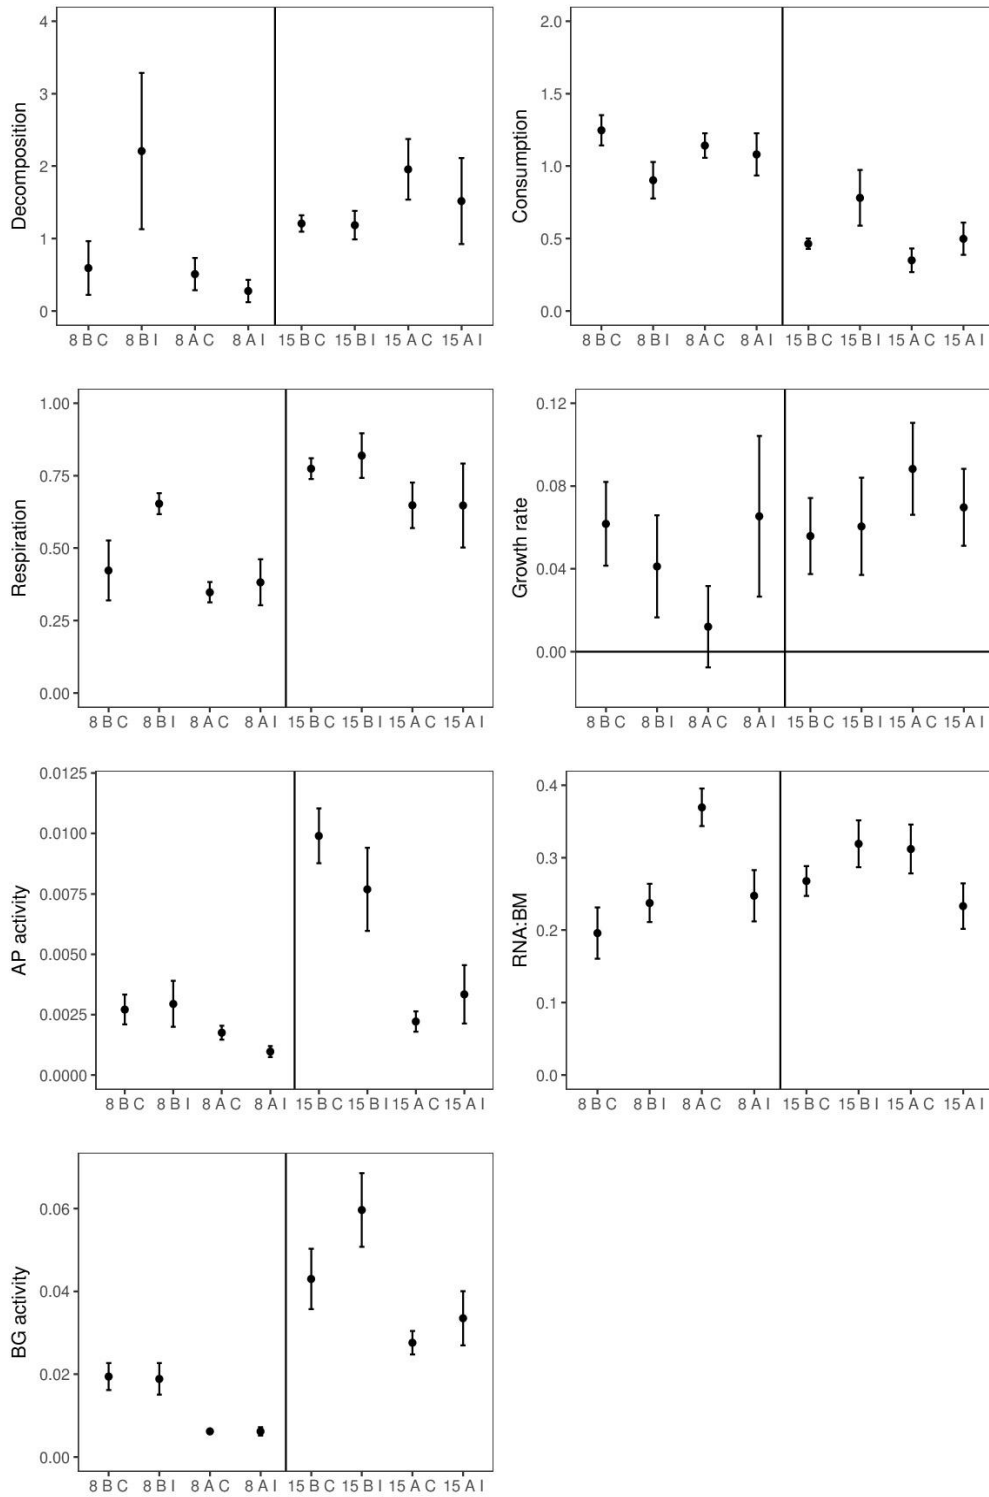 Decomposition
4
3
2
1
0
8 B C 8 B I 8 A C 8 A I 15 B C 15 B I 15 A C 15 A I
Consumption
2.0
1.5
1.0
0.5
0.0
8 B C 8 B I 8 A C 8 A I 15 B C 15 B I 15 A C 15 A I
Respiration
1.00
0.75
0.50
0.25
0.00
8 B C 8 B I 8 A C 8 A I 15 B C 15 B I 15 A C 15 A I
Growth rate
0.12
0.08
0.04
0.00
8 B C 8 B I 8 A C 8 A I 15 B C 15 B I 15 A C 15 A I
AP activity
0.0125
0.0100
0.0075
0.0050
0.0025
0.0000
8 B C 8 B I 8 A C 8 A I 15 B C 15 B I 15 A C 15 A I
RNA:BM
0.4
0.3
0.2
0.1
0.0
8 B C 8 B I 8 A C 8 A I 15 B C 15 B I 15 A C 15 A I
BG activity
0.06
0.04
0.02
0.00
8 B C 8 B I 8 A C 8 A I 15 B C 15 B I 15 A C 15 A I